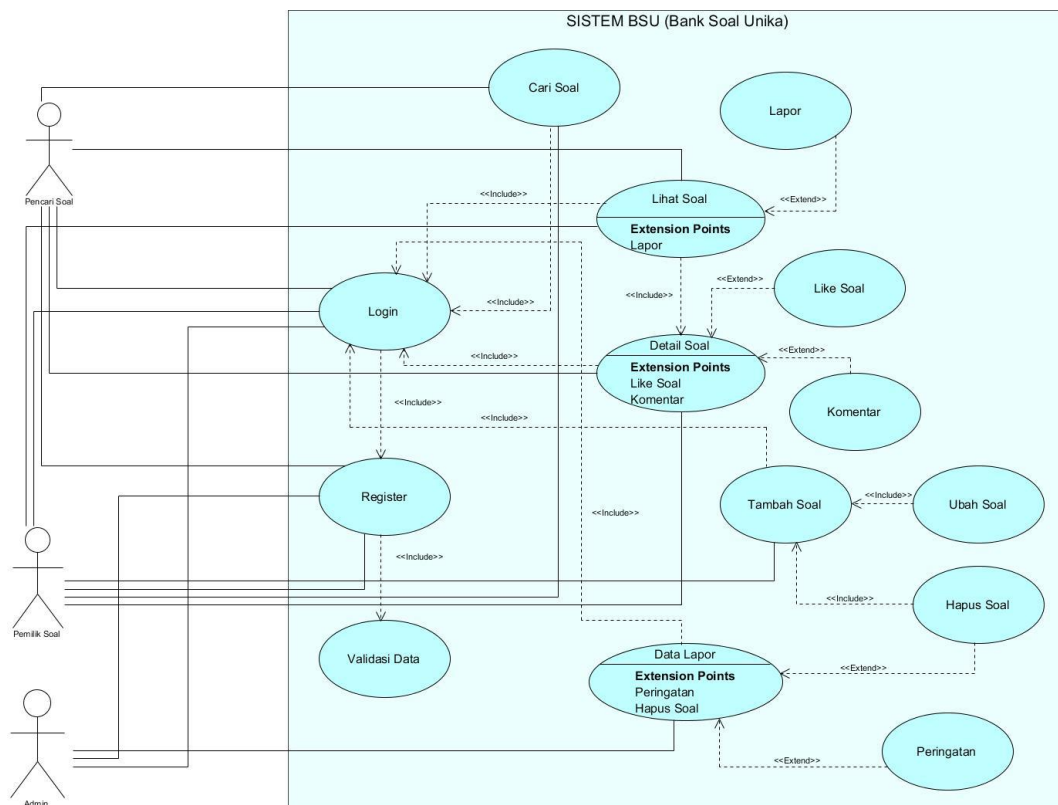 SISTEM BSU (Bank Soal Unika)
Cari Soal
Lapor
Pencari Soal
<<Include>>
Lihat Soal
<<Extend>>
Extension Points
Lapor
<<Extend>>
Like Soal
Login
<<Include>>
<<Include>>
Detail Soal
<<Include>>
<<Extend>>
Extension Points
Like Soal
Komentar
<<Include>>
<<Include>>
Komentar
Register
Tambah Soal
<<Include>>
Ubah Soal
<<Include>>
<<Include>>
<<Include>>
Hapus Soal
Pemilik Soal
Validasi Data
Data Lapor
<<Extend>>
Extension Points
Peringatan
Hapus Soal
Peringatan
<<Extend>>
Admin